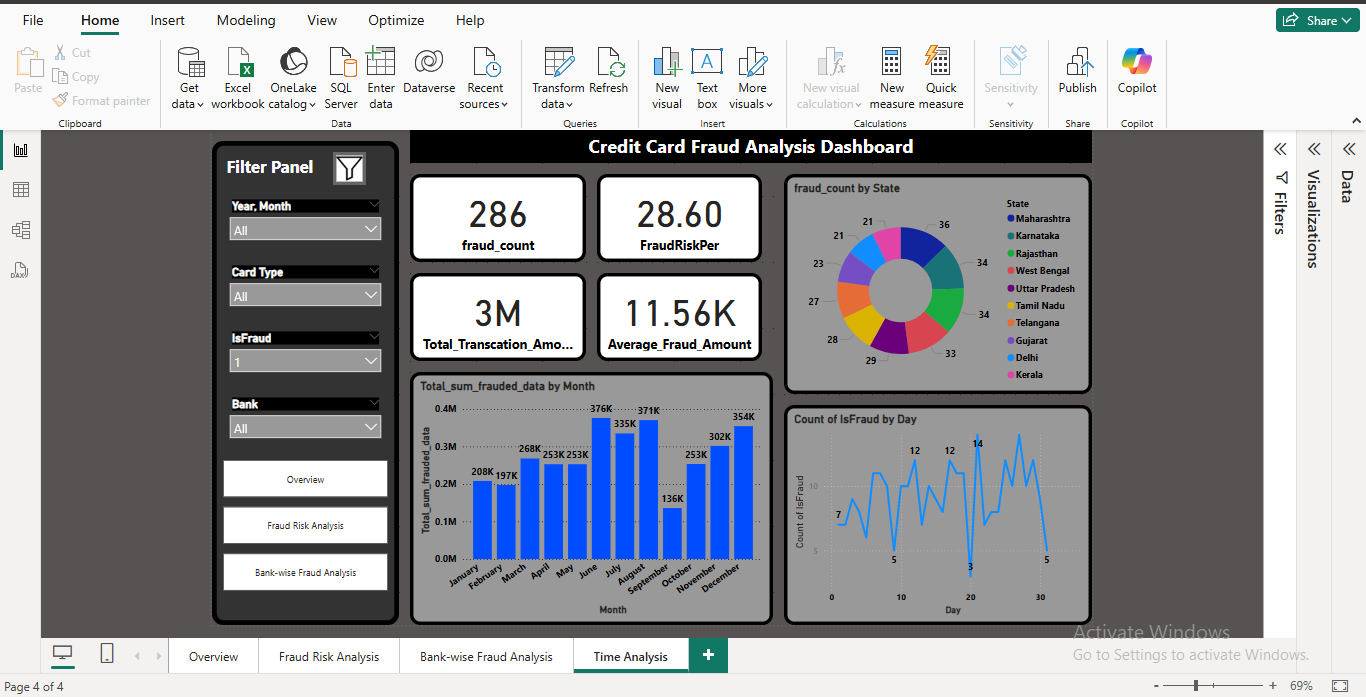 File Home Insert Modeling View Optimize Help Share
Paste Cut Copy Format painter
Get data Excel workbook OneLake catalog SQL Server Enter data Dataverse Recent sources Transform data Refresh New visual Text box More visuals New visual calculation New measure Quick measure Sensitivity Publish Copilot
Clipboard Data Queries Insert Calculations Sensitivity Share Copilot
Credit Card Fraud Analysis Dashboard
Filter Panel
Year, Month
All
Card Type
All
IsFraud
1
Bank
All
Overview
Fraud Risk Analysis
Bank-wise Fraud Analysis
286
fraud_count
28.60
FraudRiskPer
3M
Total_Transcation_Amo...
11.56K
Average_Fraud_Amount
fraud_count by State
36
34
34
33
29
28
27
23
21
21
State
Maharashtra
Karnataka
Rajasthan
West Bengal
Uttar Pradesh
Tamil Nadu
Telangana
Gujarat
Delhi
Kerala
Total_sum_frauded_data by Month
Total_sum_frauded_data
0.4M
0.3M
0.2M
0.1M
0.0M
208K 197K 268K 253K 253K 376K 335K 371K 136K 253K 302K 354K
January February March April May June July August September October November December
Month
Count of IsFraud by Day
Count of IsFraud
10
5
7 5 12 12 3 14 5
0 10 20 30
Day
Filters
Visualizations
Data
DAX
Activate Windows
Go to Settings to activate Windows.
Overview Fraud Risk Analysis Bank-wise Fraud Analysis Time Analysis +
Page 4 of 4
- + 69%